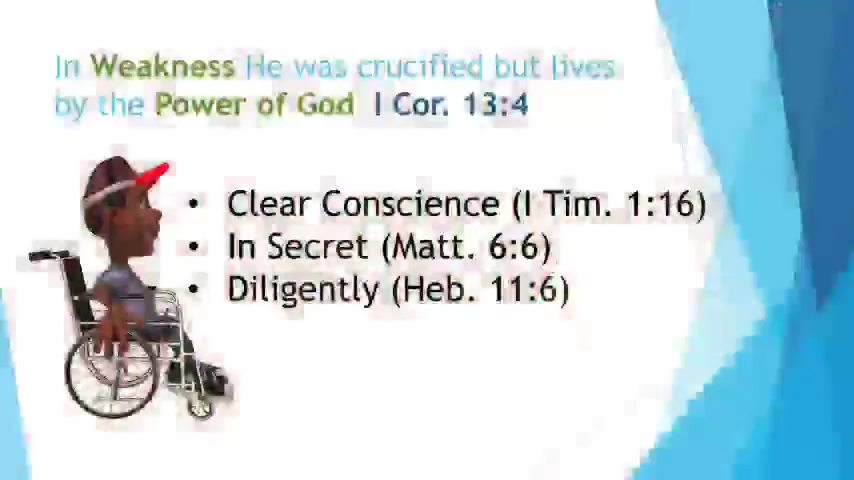 In Weakness He was crucified but lives
by the Power of God I Cor. 13:4
• Clear Conscience (I Tim. 1:16)
• In Secret (Matt. 6:6)
• Diligently (Heb. 11:6)